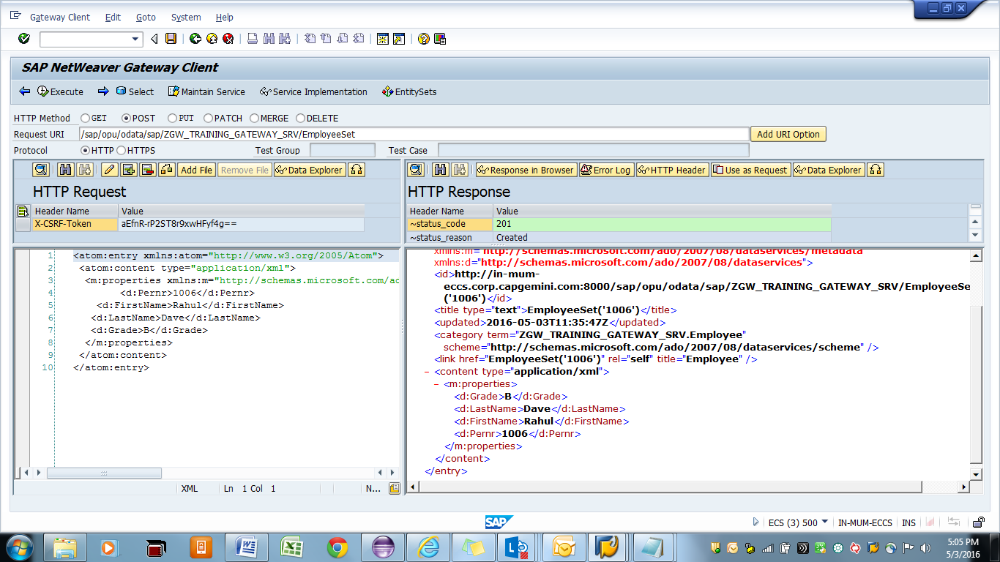 Gateway Client Edit Goto System Help
SAP NetWeaver Gateway Client
Execute Select Maintain Service Service Implementation EntitySets
HTTP Method GET POST PUT PATCH MERGE DELETE
Request URI /sap/opu/odata/sap/ZGW_TRAINING_GATEWAY_SRV/EmployeeSet Add URI Option
Protocol HTTP HTTPS Test Group Test Case
Add File Remove File Data Explorer
HTTP Request
Header Name Value
X-CSRF-Token aEfnR-rP2ST8r9xwHFyf4g==
1 <atom:entry xmlns:atom="http://www.w3.org/2005/Atom">
2 <atom:content type="application/xml">
3 <m:properties xmlns:m="http://schemas.microsoft.com/ad
4 <d:Pernr>1006</d:Pernr>
5 <d:FirstName>Rahul</d:FirstName>
6 <d:LastName>Dave</d:LastName>
7 <d:Grade>B</d:Grade>
8 </m:properties>
9 </atom:content>
10 </atom:entry>
XML Ln 1 Col 1 N...
Response in Browser Error Log HTTP Header Use as Request Data Explorer
HTTP Response
Header Name Value
~status_code 201
~status_reason Created
xmlns:m="http://schemas.microsoft.com/ado/2007/08/dataservices/metadata"
xmlns:d="http://schemas.microsoft.com/ado/2007/08/dataservices">
<id>http://in-mum-
eccs.corp.capgemini.com:8000/sap/opu/odata/sap/ZGW_TRAINING_GATEWAY_SRV/EmployeeSe
('1006')</id>
<title type="text">EmployeeSet('1006')</title>
<updated>2016-05-03T11:35:47Z</updated>
<category term="ZGW_TRAINING_GATEWAY_SRV.Employee"
scheme="http://schemas.microsoft.com/ado/2007/08/dataservices/scheme" />
<link href="EmployeeSet('1006')" rel="self" title="Employee" />
- <content type="application/xml">
- <m:properties>
<d:Grade>B</d:Grade>
<d:LastName>Dave</d:LastName>
<d:FirstName>Rahul</d:FirstName>
<d:Pernr>1006</d:Pernr>
</m:properties>
</content>
</entry>
SAP ECS (3) 500 IN-MUM-ECCS INS
5:05 PM
5/3/2016